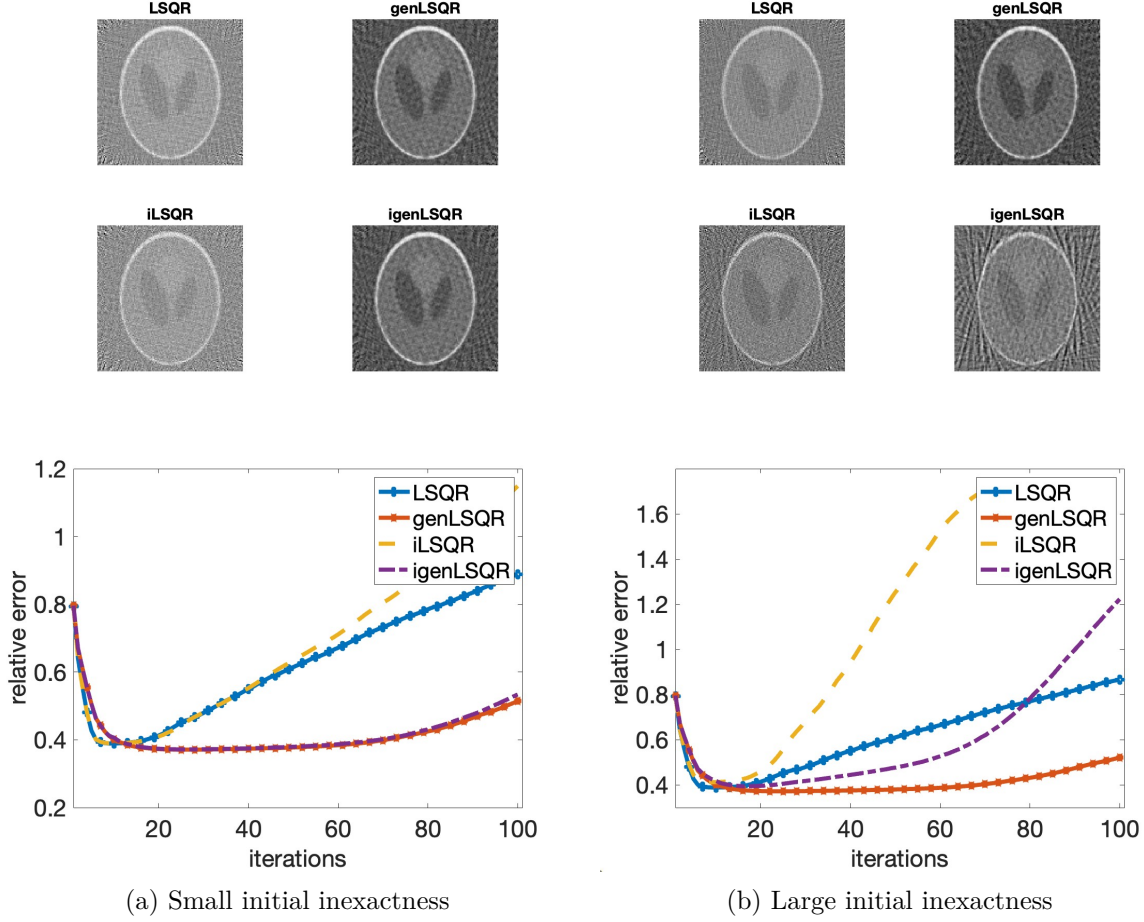 LSQR
genLSQR
iLSQR
igenLSQR
LSQR
genLSQR
iLSQR
igenLSQR
1.2
1
0.8
0.6
0.4
0.2
relative error
LSQR
genLSQR
iLSQR
igenLSQR
20
40
60
80
100
iterations
(a) Small initial inexactness
1.6
1.4
1.2
1
0.8
0.6
0.4
relative error
LSQR
genLSQR
iLSQR
igenLSQR
20
40
60
80
100
iterations
(b) Large initial inexactness